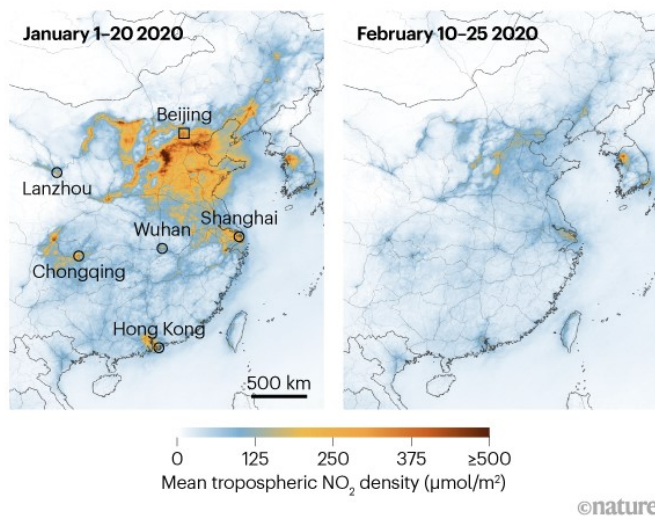 January 1–20 2020
February 10–25 2020
Beijing
Lanzhou
Wuhan
Shanghai
Chongqing
Hong Kong
500 km
0 125 250 375 ≥500
Mean tropospheric NO₂ density (μmol/m²)
©nature